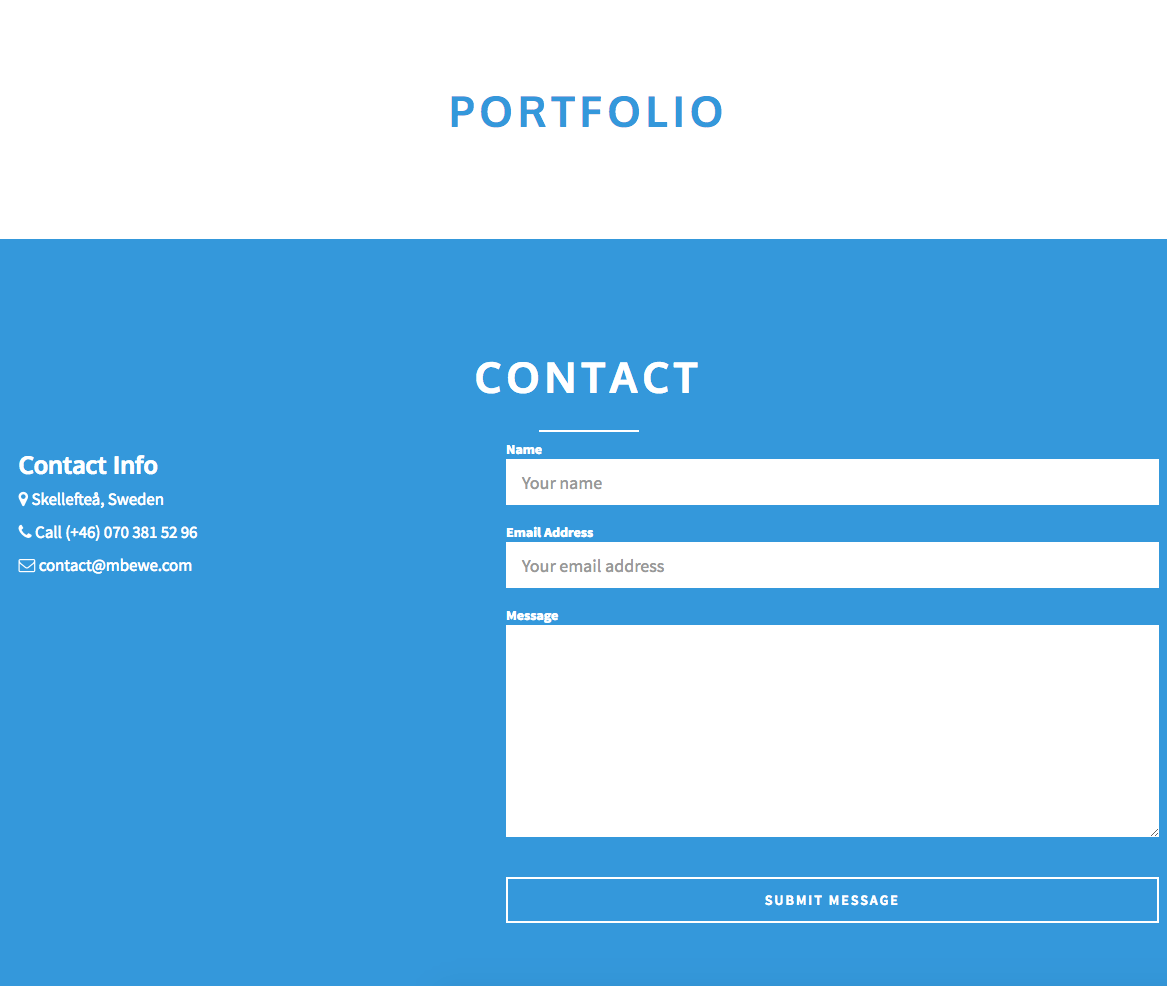 PORTFOLIO
CONTACT
Contact Info
Skellefteå, Sweden
Call (+46) 070 381 52 96
contact@mbewe.com
Name
Your name
Email Address
Your email address
Message
SUBMIT MESSAGE